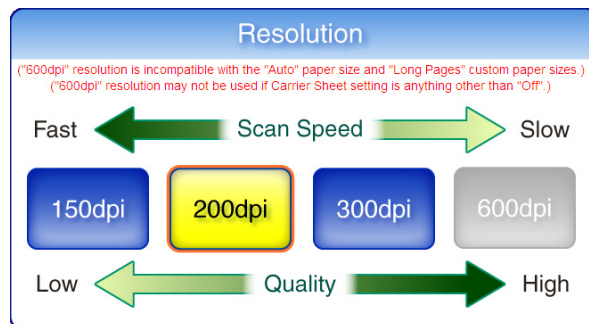 Resolution
("600dpi" resolution is incompatible with the "Auto" paper size and "Long Pages" custom paper sizes.)
("600dpi" resolution may not be used if Carrier Sheet setting is anything other than "Off".)
Fast Scan Speed Slow
150dpi 200dpi 300dpi 600dpi
Low Quality High